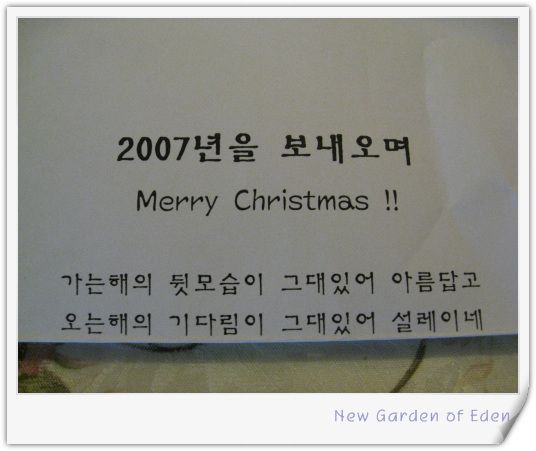 2007년을 보내오며
Merry Christmas !!
가는해의 뒷모습이 그대있어 아름답고
오는해의 기다림이 그대있어 설레이네
New Garden of Eden